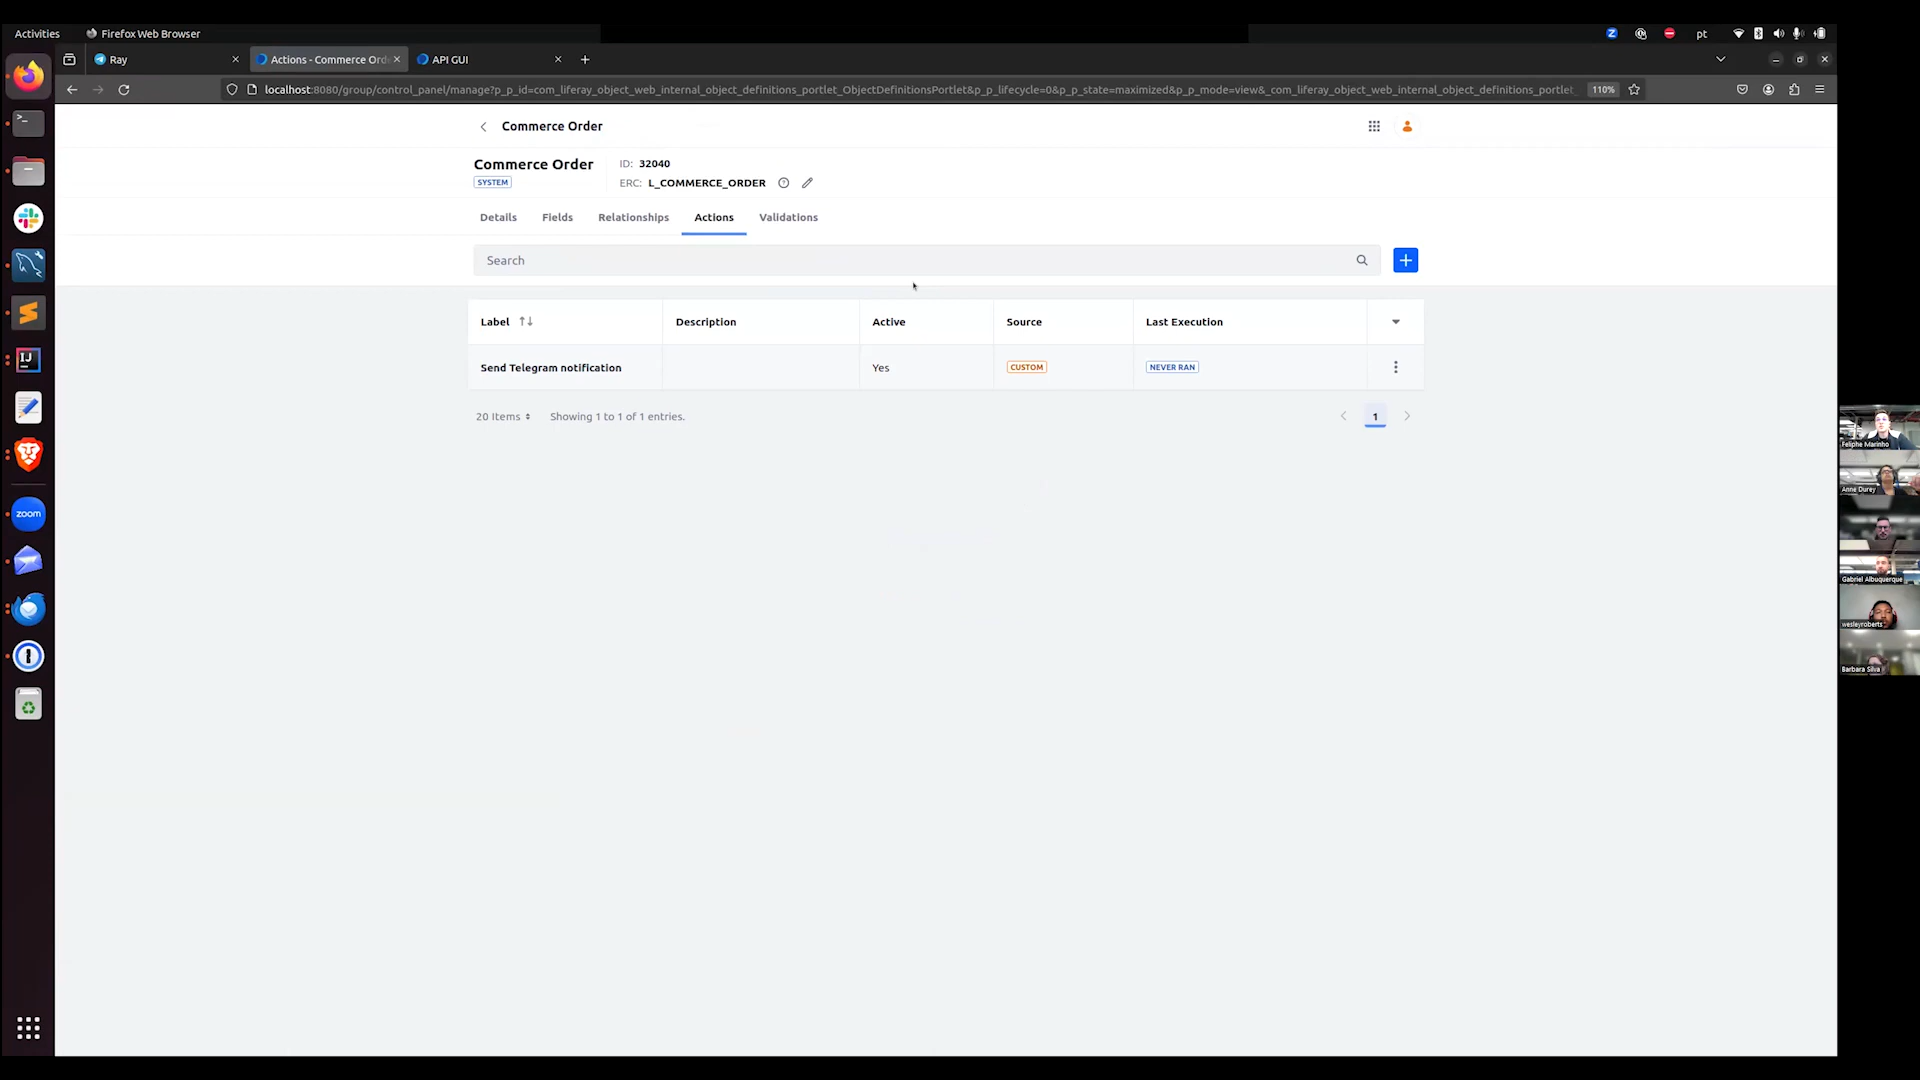 Activities Firefox Web Browser pt
Ray Actions - Commerce Ord API GUI
localhost:8080/group/control_panel/manage?p_p_id=com_liferay_object_web_internal_object_definitions_portlet_ObjectDefinitionsPortlet&p_p_lifecycle=0&p_p_state=maximized&p_p_mode=view&_com_liferay_object_web_internal_object_definitions_portlet_ 110%
Commerce Order
Commerce Order ID: 32040
SYSTEM ERC: L_COMMERCE_ORDER
Details Fields Relationships Actions Validations
Search
Label Description Active Source Last Execution
Send Telegram notification Yes CUSTOM NEVER RAN
20 Items Showing 1 to 1 of 1 entries. 1
IJ
zoom
Feliphe Marinho
Anne Durey
Gabriel Albuquerque
wesleyroberts
Barbara Silva